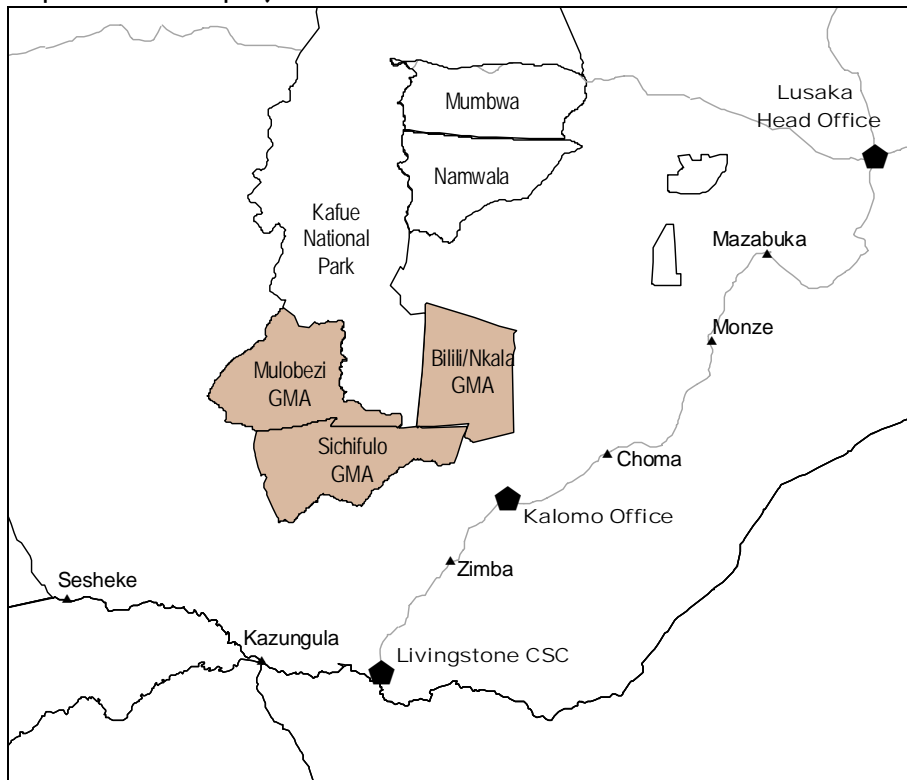 Mumbwa
Lusaka
Head Office
Namwala
Kafue
National
Park
Mazabuka
Monze
Mulobezi
GMA
Bilili/Nkala
GMA
Sichifulo
GMA
Choma
Kalomo Office
Zimba
Sesheke
Kazungula
Livingstone CSC